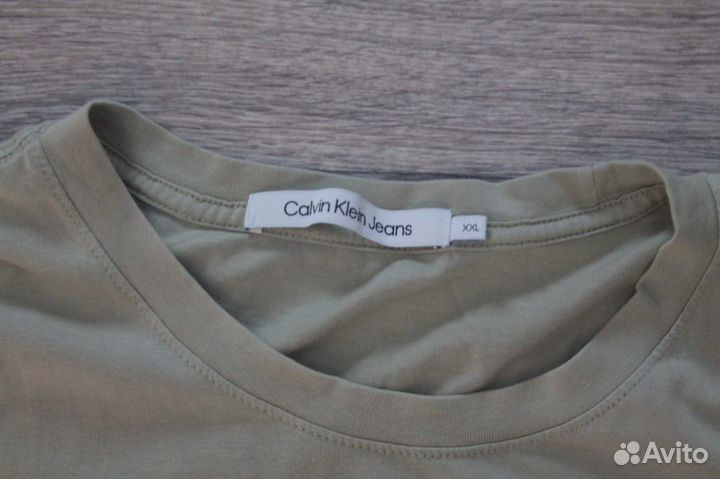 Calvin Klein Jeans
XXL
Avito